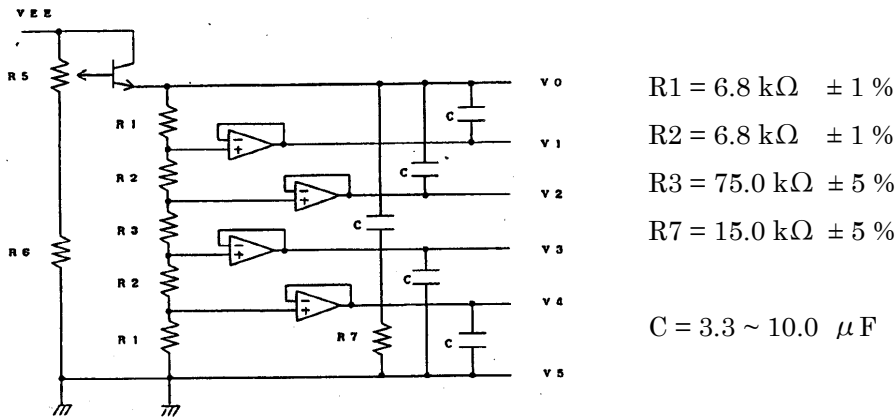 VEE
R5
V0
R1
C
V1
R2
C
V2
R3
C
R6
V3
R2
C
V4
R1
R7
C
V5
R1 = 6.8 kΩ ± 1 %
R2 = 6.8 kΩ ± 1 %
R3 = 75.0 kΩ ± 5 %
R7 = 15.0 kΩ ± 5 %
C = 3.3 ~ 10.0 μF